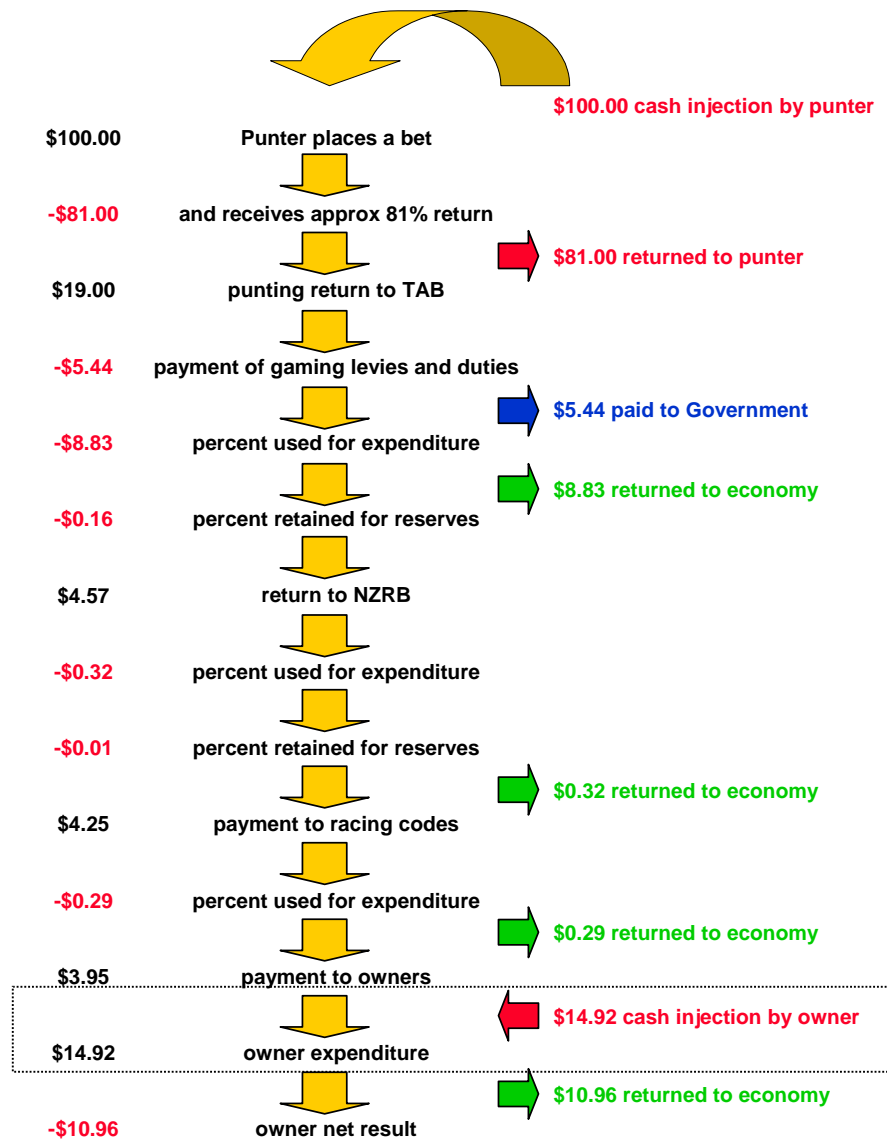 $100.00 cash injection by punter
$100.00 Punter places a bet
-$81.00 and receives approx 81% return
$81.00 returned to punter
$19.00 punting return to TAB
-$5.44 payment of gaming levies and duties
$5.44 paid to Government
-$8.83 percent used for expenditure
$8.83 returned to economy
-$0.16 percent retained for reserves
$4.57 return to NZRB
-$0.32 percent used for expenditure
-$0.01 percent retained for reserves
$0.32 returned to economy
$4.25 payment to racing codes
-$0.29 percent used for expenditure
$0.29 returned to economy
$3.95 payment to owners
$14.92 cash injection by owner
$14.92 owner expenditure
$10.96 returned to economy
-$10.96 owner net result